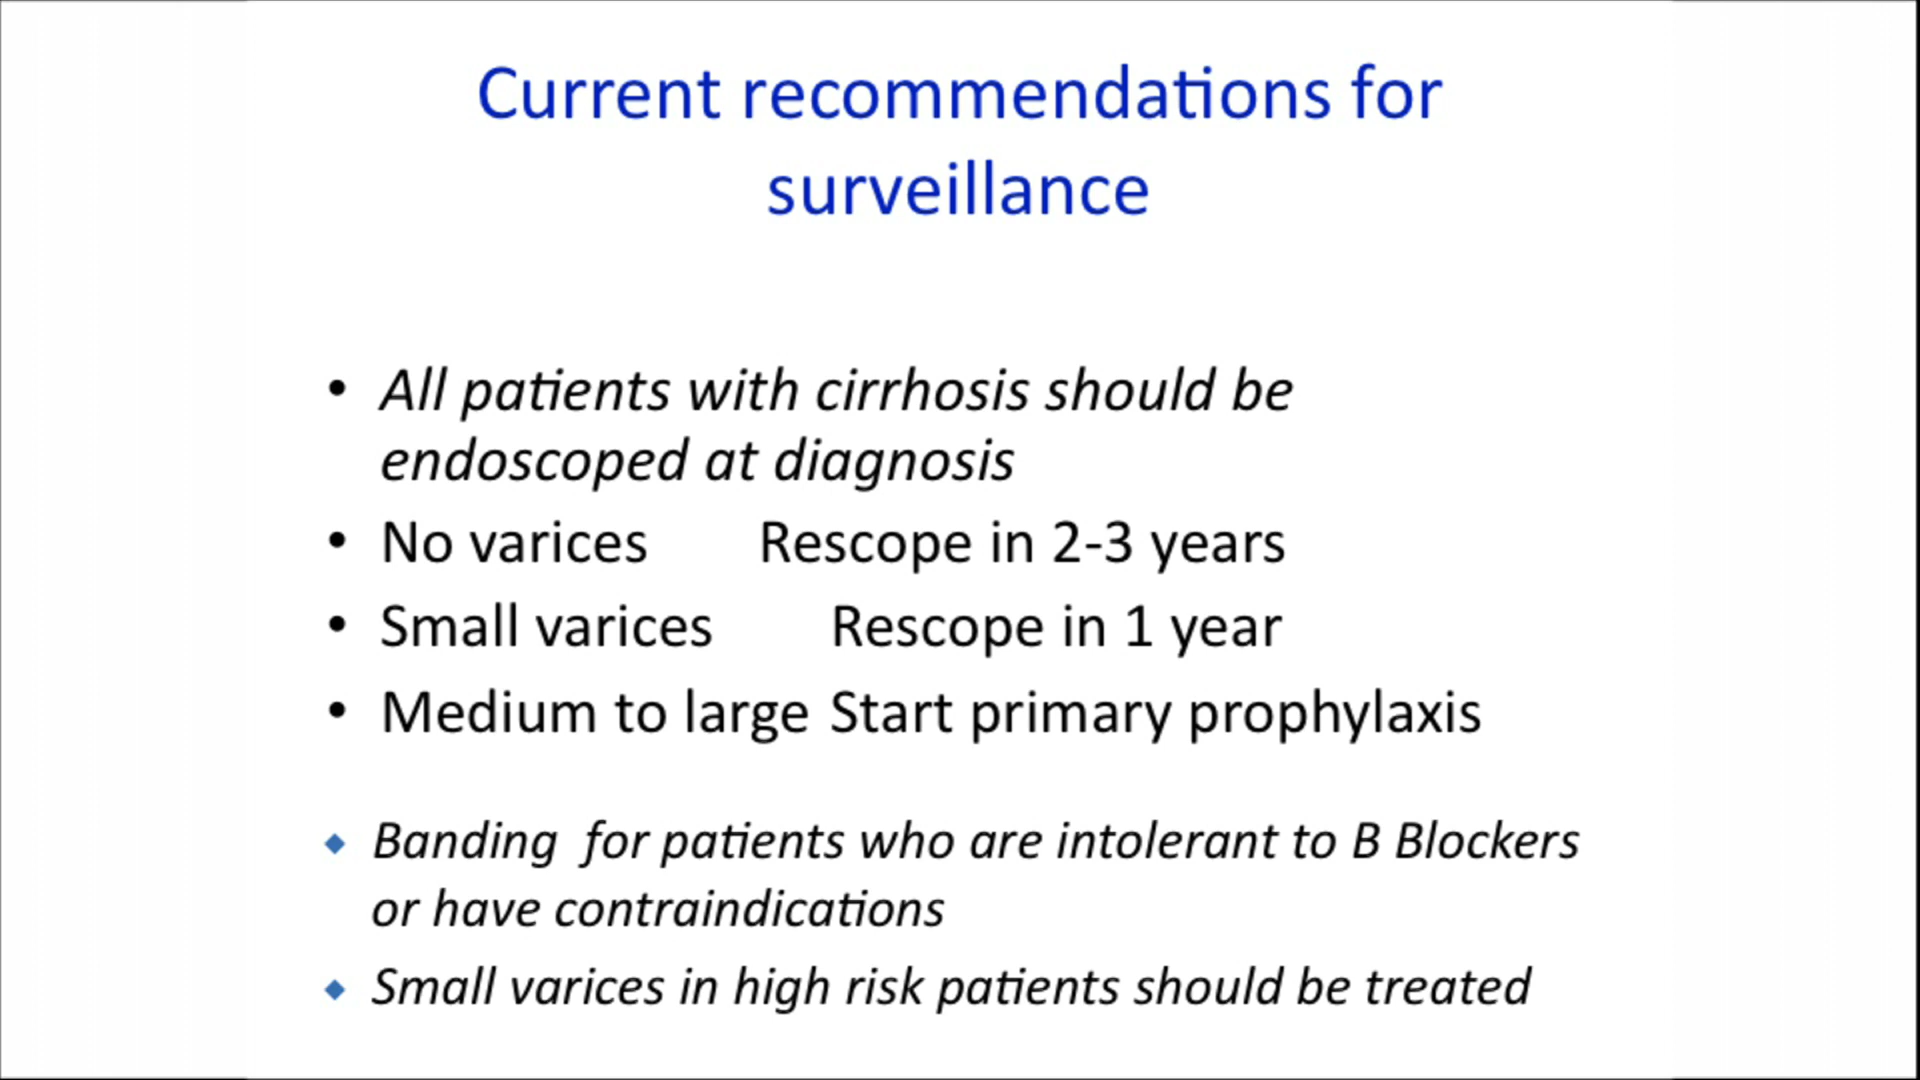 Current recommendations for
surveillance
• All patients with cirrhosis should be
endoscoped at diagnosis
• No varices Rescope in 2-3 years
• Small varices Rescope in 1 year
• Medium to large Start primary prophylaxis
◆ Banding for patients who are intolerant to B Blockers
or have contraindications
◆ Small varices in high risk patients should be treated